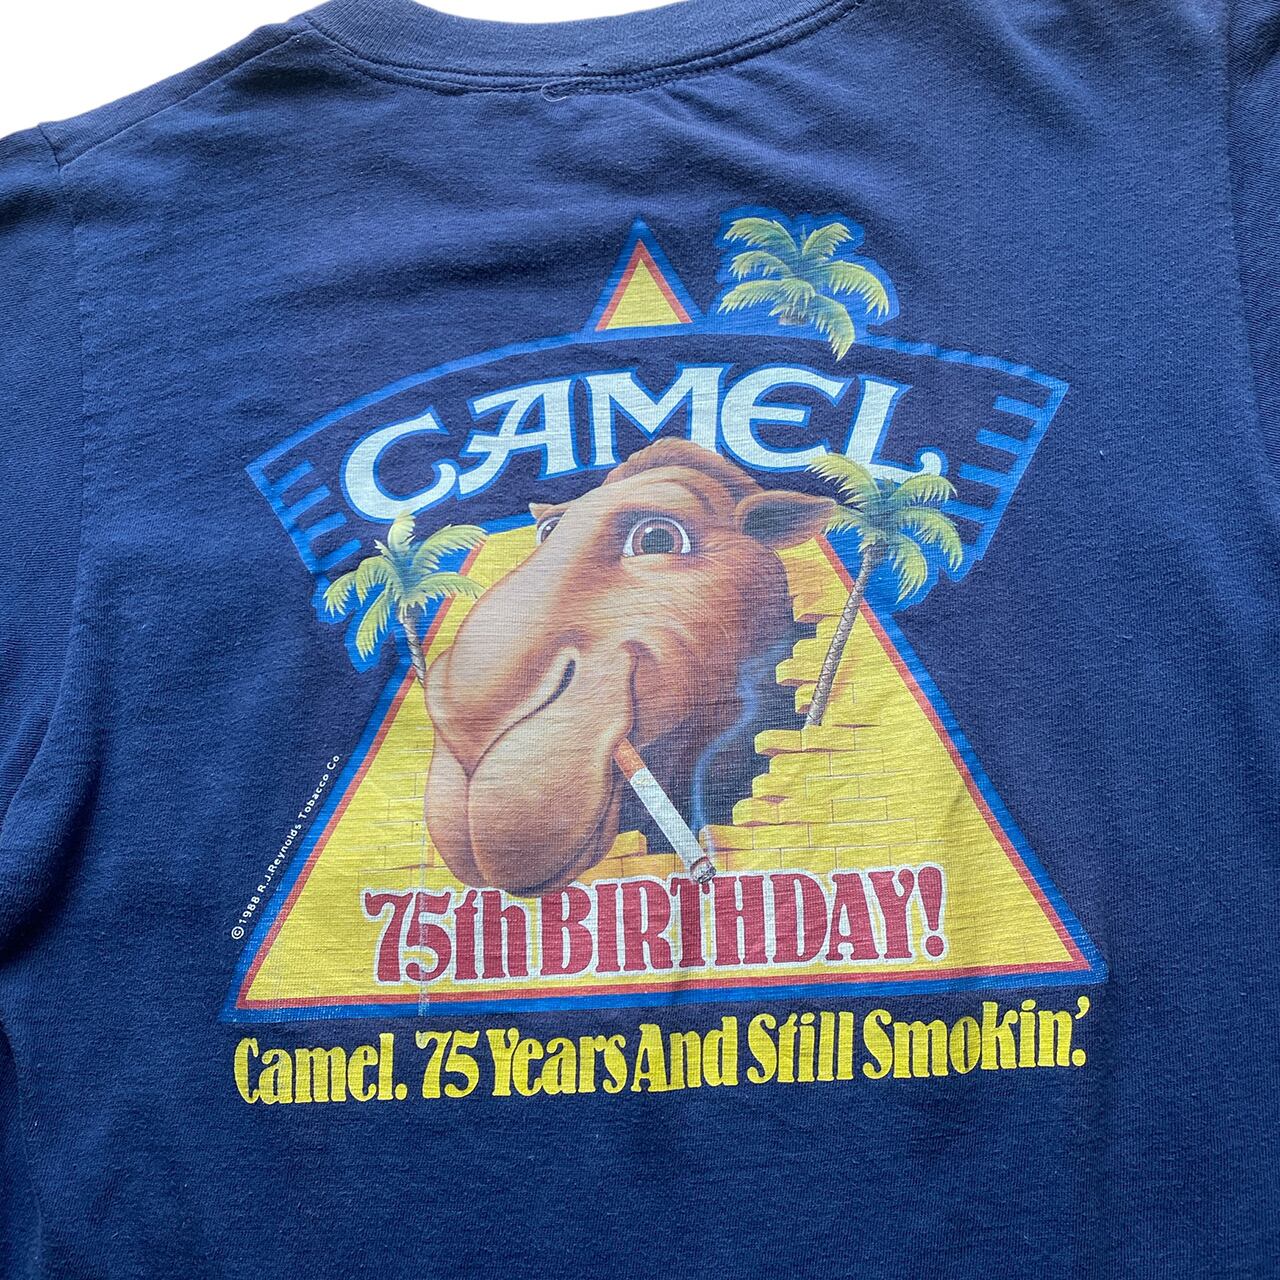 CAMEL
©1988 R.J.Reynolds Tobacco Co
75th BIRTHDAY!
Camel. 75 Years And Still Smokin'.